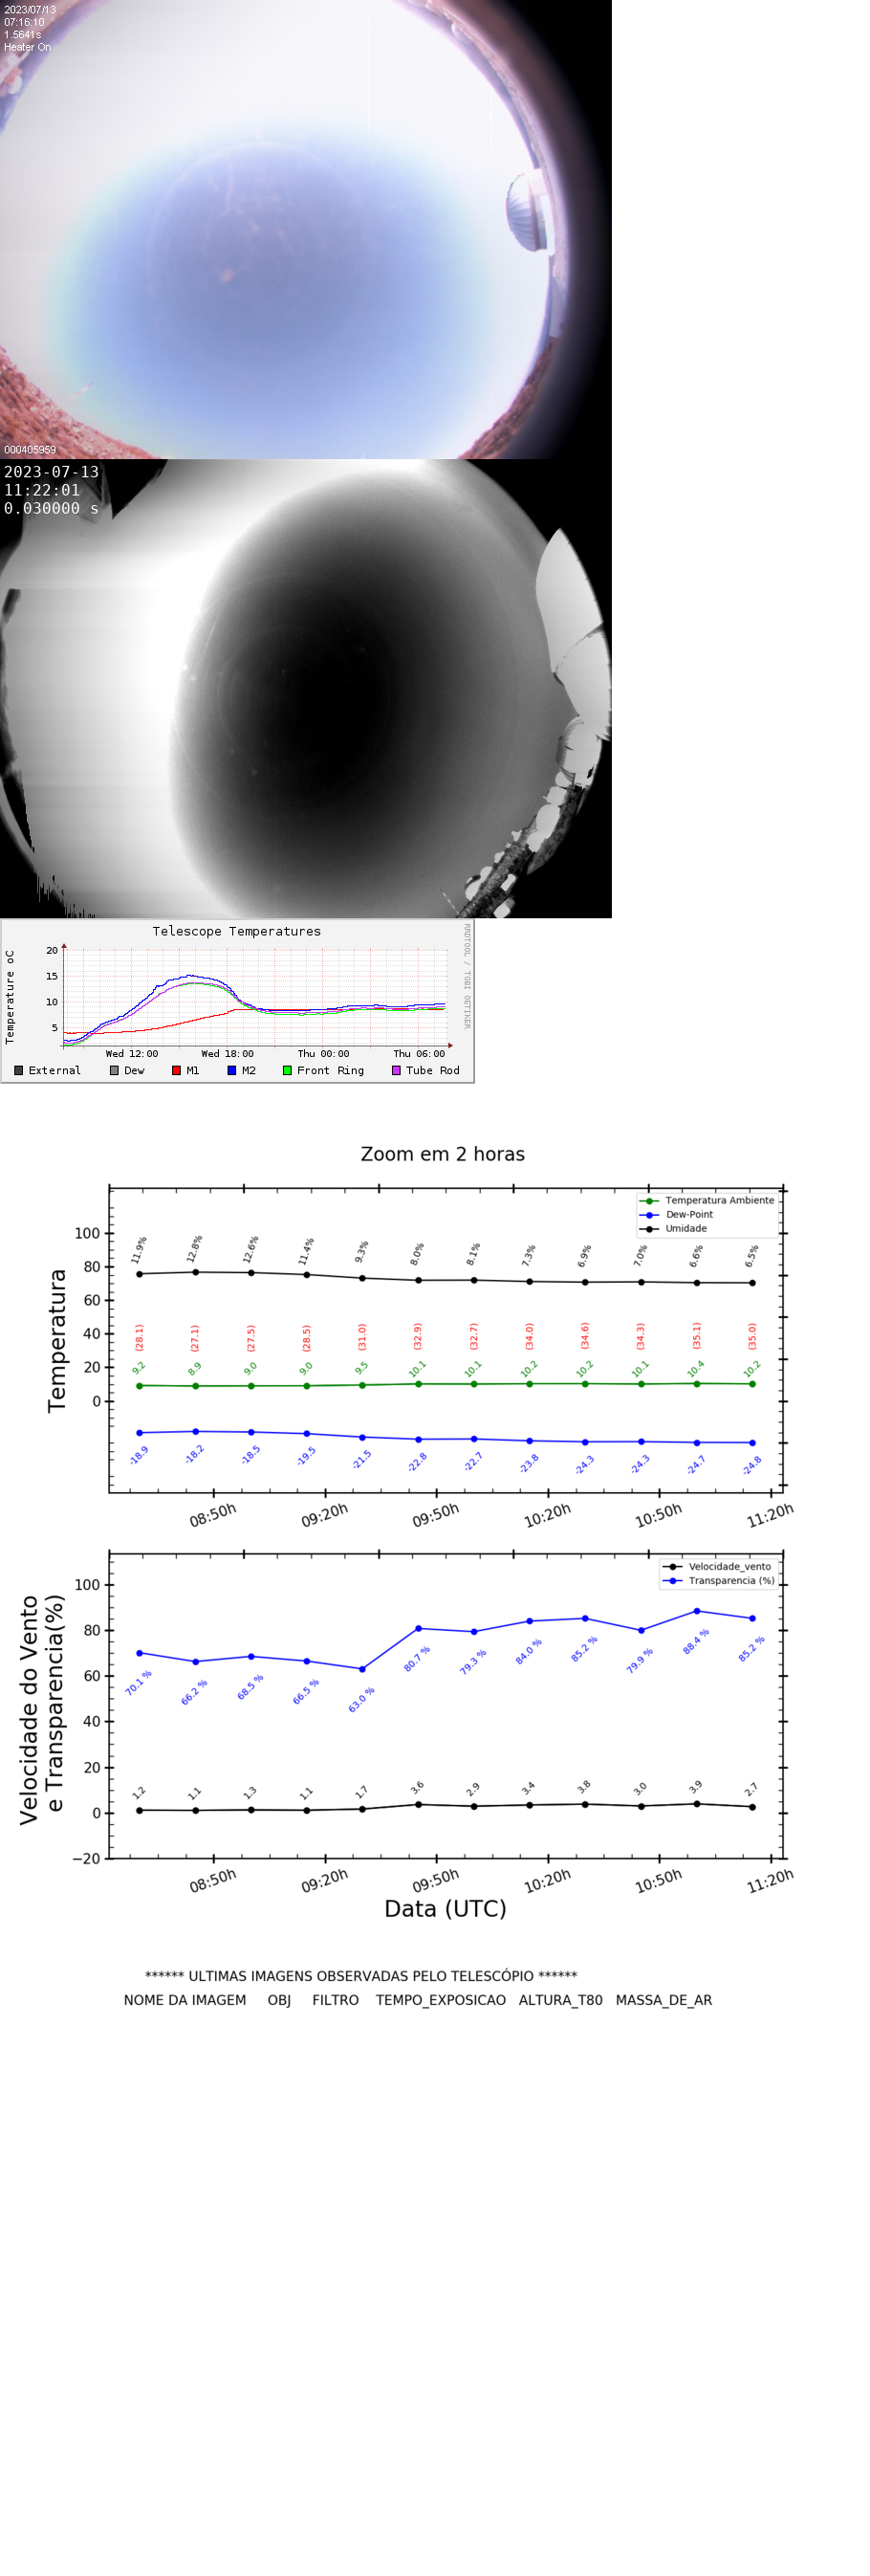 2023/07/13
07:16:10
1.5641s
Heater On
000405959
2023-07-13
11:22:01
0.030000 s
Telescope Temperatures
RRDTOOL / TOBI OETIKER
Temperature oC
20
15
10
5
Wed 12:00 Wed 18:00 Thu 00:00 Thu 06:00
External Dew M1 M2 Front Ring Tube Rod
Zoom em 2 horas
Temperatura
Temperatura Ambiente
Dew-Point
Umidade
100
80
60
40
20
0
11.9% 12.8% 12.6% 11.4% 9.3% 8.0% 8.1% 7.3% 6.9% 7.0% 6.6% 6.5%
(28.1) (27.1) (27.5) (28.5) (31.0) (32.9) (32.7) (34.0) (34.6) (34.3) (35.1) (35.0)
9.2 8.9 9.0 9.0 9.5 10.1 10.1 10.2 10.2 10.1 10.4 10.2
-18.9 -18.2 -18.5 -19.5 -21.5 -22.8 -22.7 -23.8 -24.3 -24.3 -24.7 -24.8
08:50h 09:20h 09:50h 10:20h 10:50h 11:20h
Velocidade do Vento
e Transparencia(%)
Velocidade_vento
Transparencia (%)
100
80
60
40
20
0
−20
70.1 % 66.2 % 68.5 % 66.5 % 63.0 % 80.7 % 79.3 % 84.0 % 85.2 % 79.9 % 88.4 % 85.2 %
1.2 1.1 1.3 1.1 1.7 3.6 2.9 3.4 3.8 3.0 3.9 2.7
08:50h 09:20h 09:50h 10:20h 10:50h 11:20h
Data (UTC)
****** ULTIMAS IMAGENS OBSERVADAS PELO TELESCÓPIO ******
NOME DA IMAGEM OBJ FILTRO TEMPO_EXPOSICAO ALTURA_T80 MASSA_DE_AR